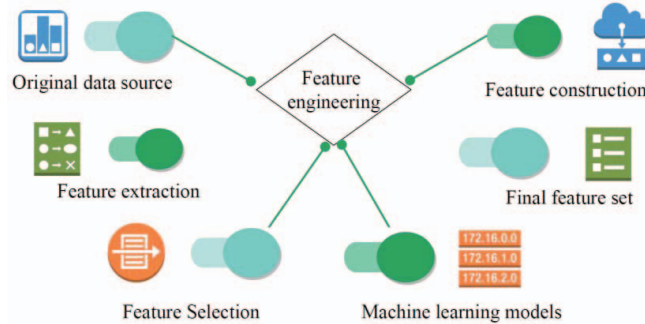 Original data source
Feature
engineering
Feature construction
Feature extraction
Final feature set
Feature Selection
172.16.0.0
172.16.1.0
172.16.2.0
Machine learning models